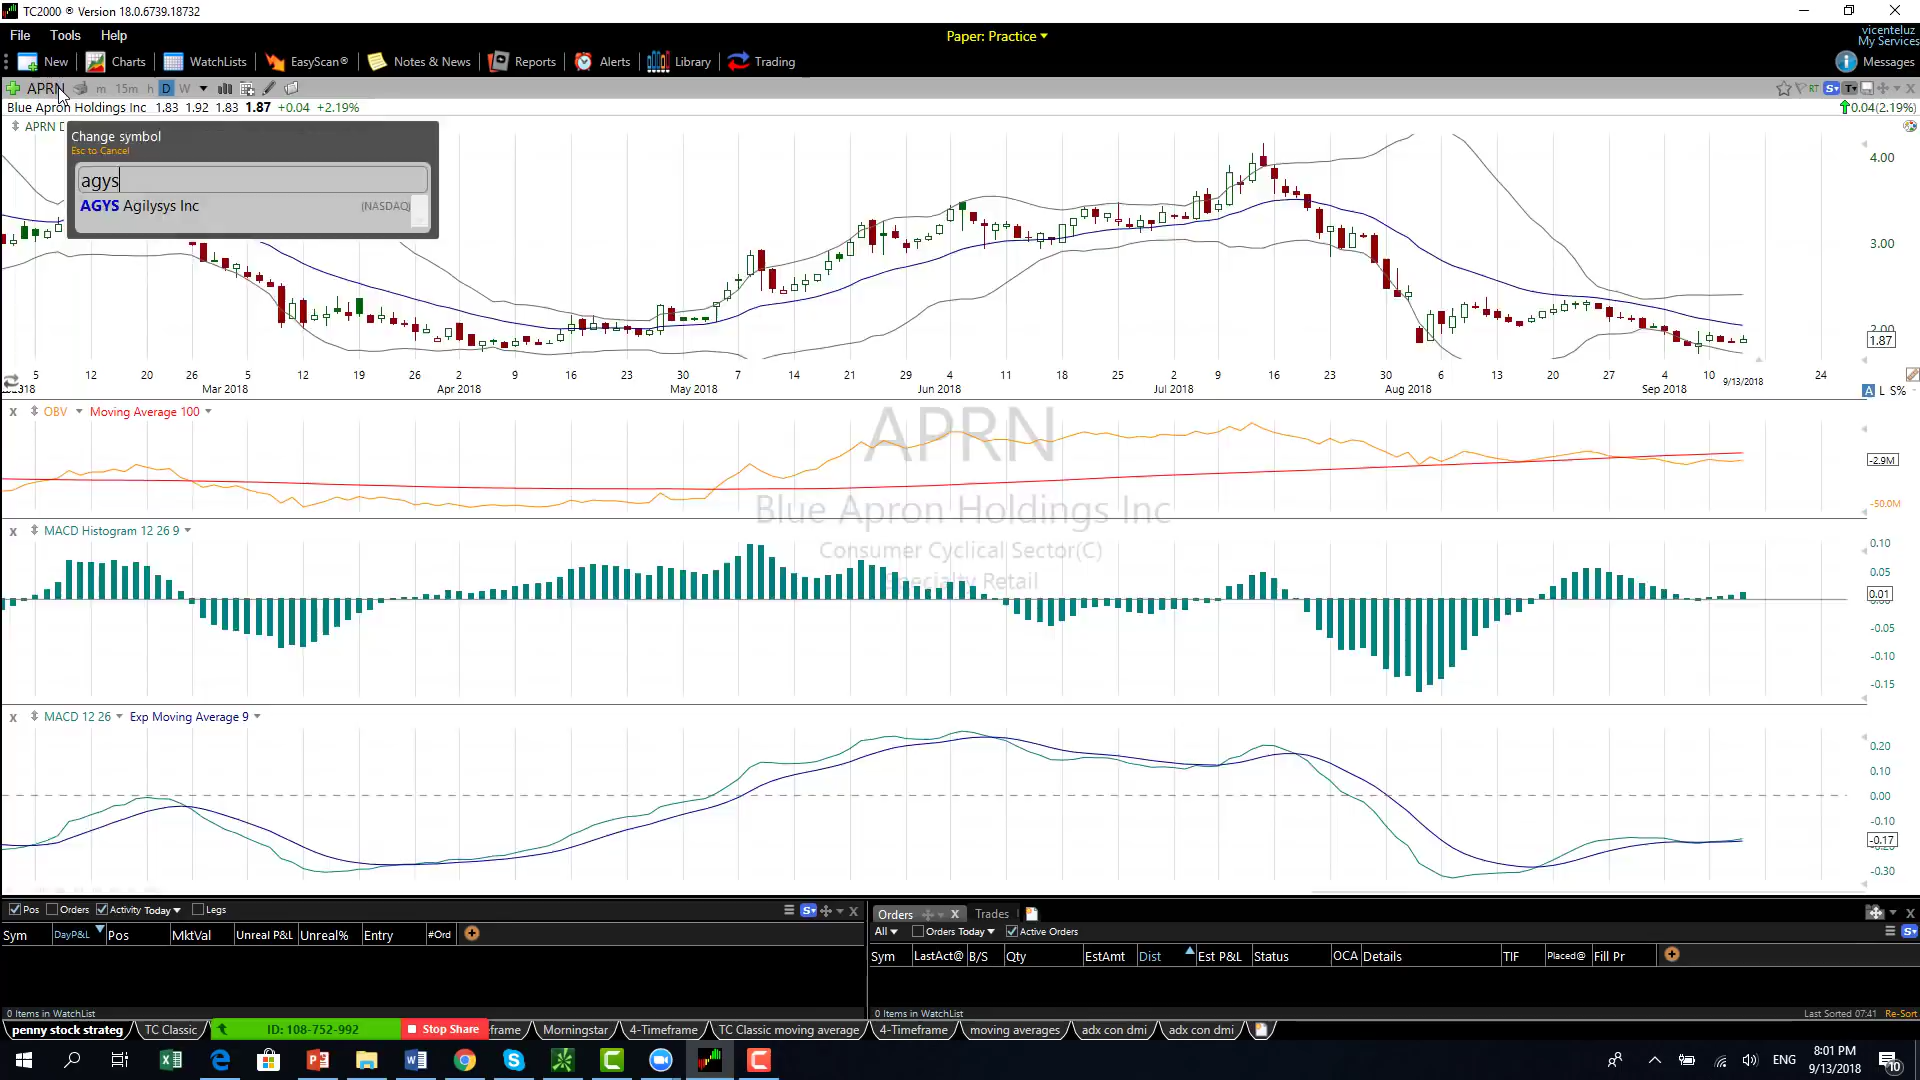 TC2000 ® Version 18.0.6739.18732
File Tools Help
Paper: Practice
vicenteluz
My Services
New Charts WatchLists EasyScan® Notes & News Reports Alerts Library Trading
Messages
APRN m 15m h D W
RT S T
Blue Apron Holdings Inc 1.83 1.92 1.83 1.87 +0.04 +2.19%
0.04(2.19%)
APRN D
Change symbol
Esc to Cancel
agys
AGYS Agilysys Inc (NASDAQ)
4.00
3.00
2.00
1.87
5 12 20 26 5 12 19 26 2 9 16 23 30 7 14 21 29 4 11 18 25 2 9 16 23 30 6 13 20 27 4 10 9/13/2018 24
Mar 2018 Apr 2018 May 2018 Jun 2018 Jul 2018 Aug 2018 Sep 2018
A L S%
x OBV Moving Average 100
APRN
Blue Apron Holdings Inc
Consumer Cyclical Sector(C)
Specialty Retail
-2.9M
-50.0M
x MACD Histogram 12 26 9
0.10
0.05
0.01
-0.05
-0.10
-0.15
x MACD 12 26 Exp Moving Average 9
0.20
0.10
0.00
-0.10
-0.17
-0.30
Pos Orders Activity Today Legs
S
Sym DayP&L Pos MktVal Unreal P&L Unreal% Entry #Ord
0 Items in WatchList
Orders x Trades
All Orders Today Active Orders
S
Sym LastAct@ B/S Qty EstAmt Dist Est P&L Status OCA Details TIF Placed@ Fill Pr
0 Items in WatchList
Last Sorted 07:41 Re-Sort
penny stock strateg TC Classic ID: 108-752-992 Stop Share frame Morningstar 4-Timeframe TC Classic moving average 4-Timeframe moving averages adx con dmi adx con dmi
ENG
8:01 PM
9/13/2018
10